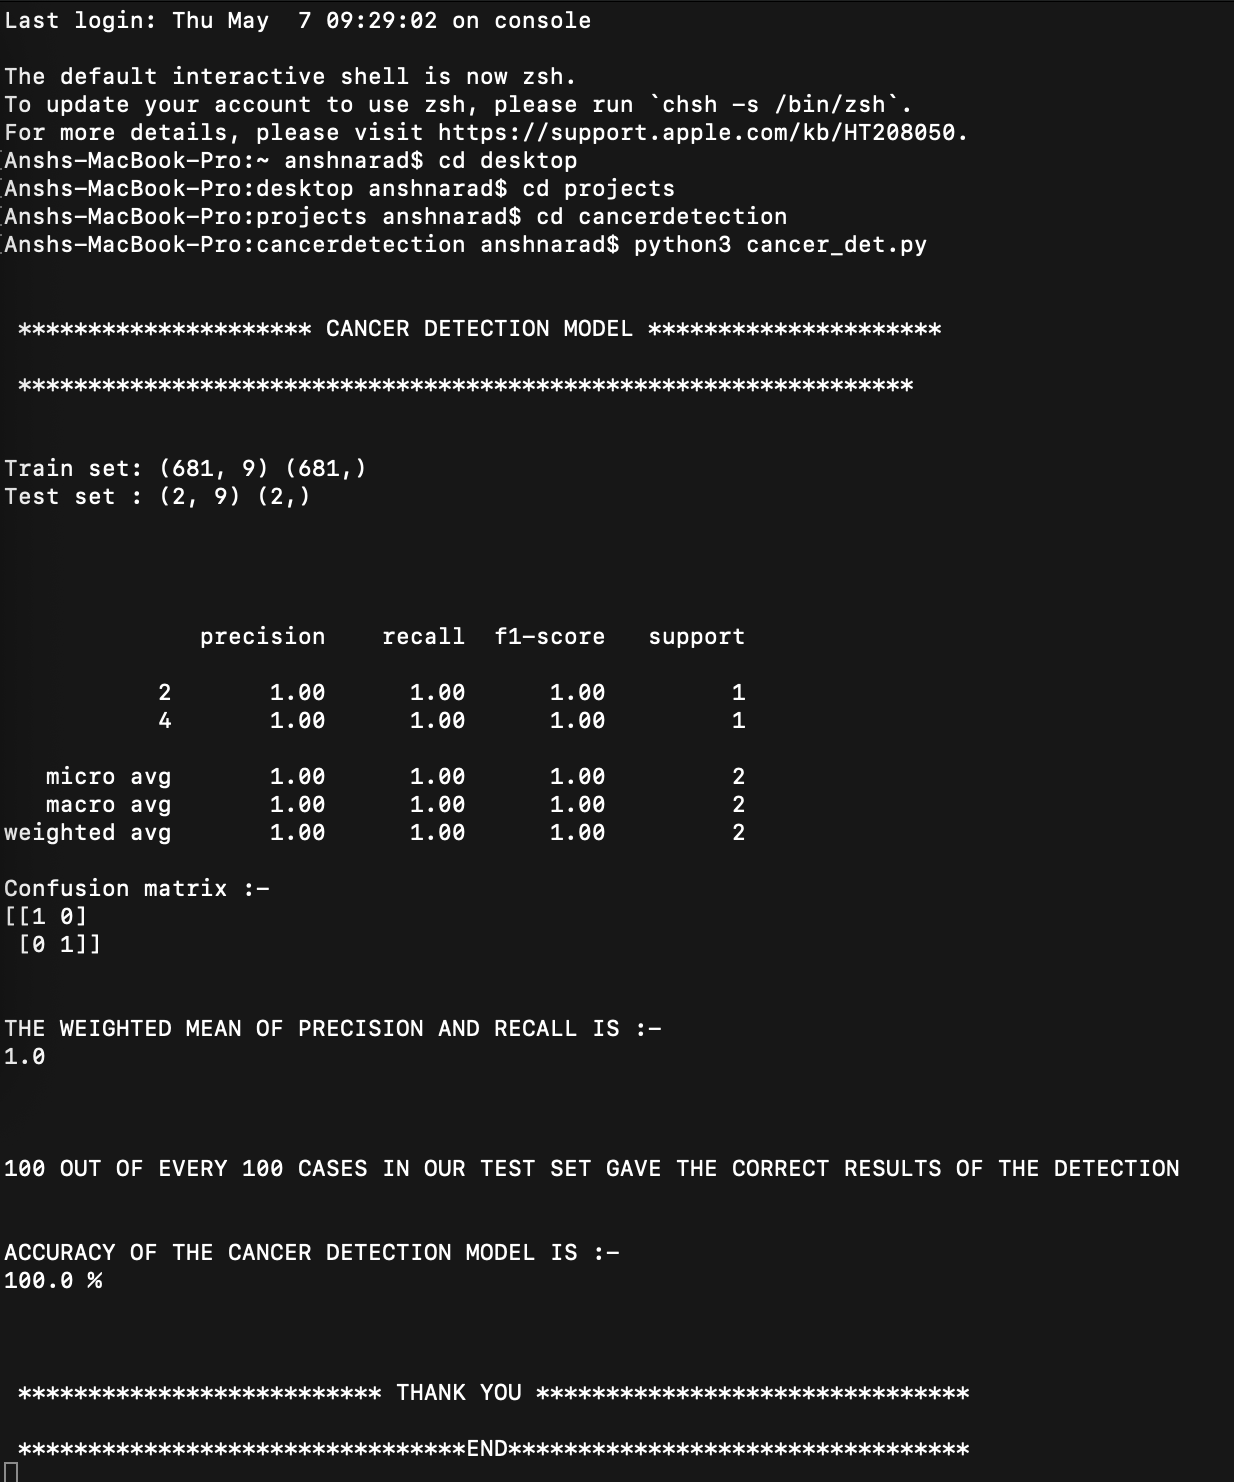 Last login: Thu May  7 09:29:02 on console
The default interactive shell is now zsh.
To update your account to use zsh, please run `chsh -s /bin/zsh`.
For more details, please visit https://support.apple.com/kb/HT208050.
Anshs-MacBook-Pro:~ anshnarad$ cd desktop
Anshs-MacBook-Pro:desktop anshnarad$ cd projects
Anshs-MacBook-Pro:projects anshnarad$ cd cancerdetection
Anshs-MacBook-Pro:cancerdetection anshnarad$ python3 cancer_det.py
********************* CANCER DETECTION MODEL *********************
****************************************************************
Train set: (681, 9) (681,)
Test set : (2, 9) (2,)
precision    recall  f1-score   support
2       1.00      1.00      1.00         1
4       1.00      1.00      1.00         1
micro avg       1.00      1.00      1.00         2
macro avg       1.00      1.00      1.00         2
weighted avg       1.00      1.00      1.00         2
Confusion matrix :-
[[1 0]
 [0 1]]
THE WEIGHTED MEAN OF PRECISION AND RECALL IS :-
1.0
100 OUT OF EVERY 100 CASES IN OUR TEST SET GAVE THE CORRECT RESULTS OF THE DETECTION
ACCURACY OF THE CANCER DETECTION MODEL IS :-
100.0 %
************************** THANK YOU *******************************
********************************END*********************************